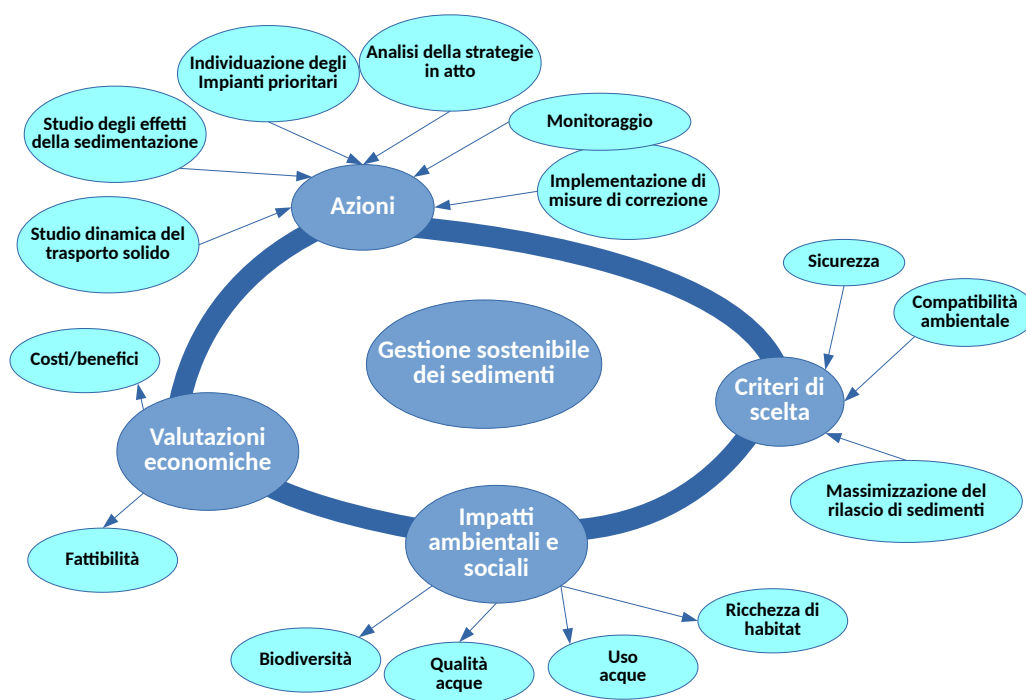 Individuazione degli
Impianti prioritari
Analisi della strategie
in atto
Studio degli effetti
della sedimentazione
Monitoraggio
Implementazione di
misure di correzione
Azioni
Studio dinamica del
trasporto solido
Sicurezza
Compatibilità
ambientale
Gestione sostenibile
dei sedimenti
Costi/benefici
Criteri di
scelta
Valutazioni
economiche
Massimizzazione del
rilascio di sedimenti
Impatti
ambientali e
sociali
Fattibilità
Ricchezza di
habitat
Biodiversità
Qualità
acque
Uso
acque